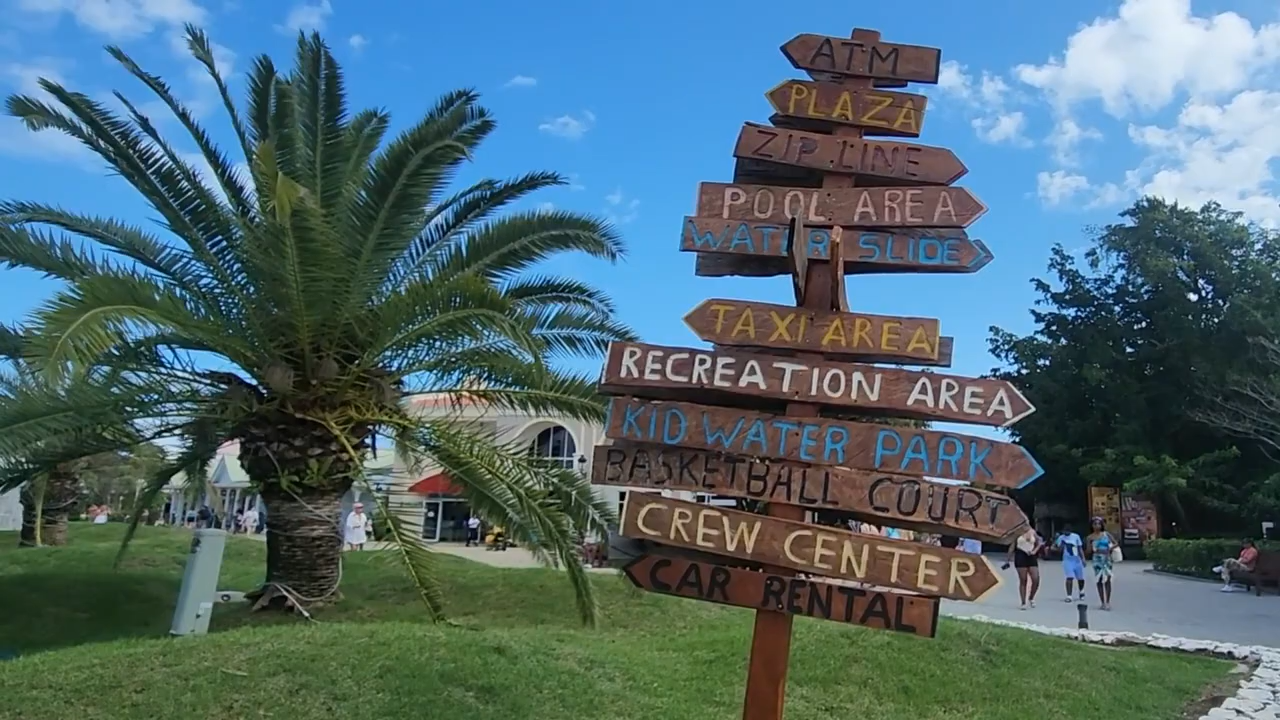 ATM
PLAZA
ZIP LINE
POOL AREA
WATER SLIDE
TAXI AREA
RECREATION AREA
KID WATER PARK
BASKETBALL COURT
CREW CENTER
CAR RENTAL